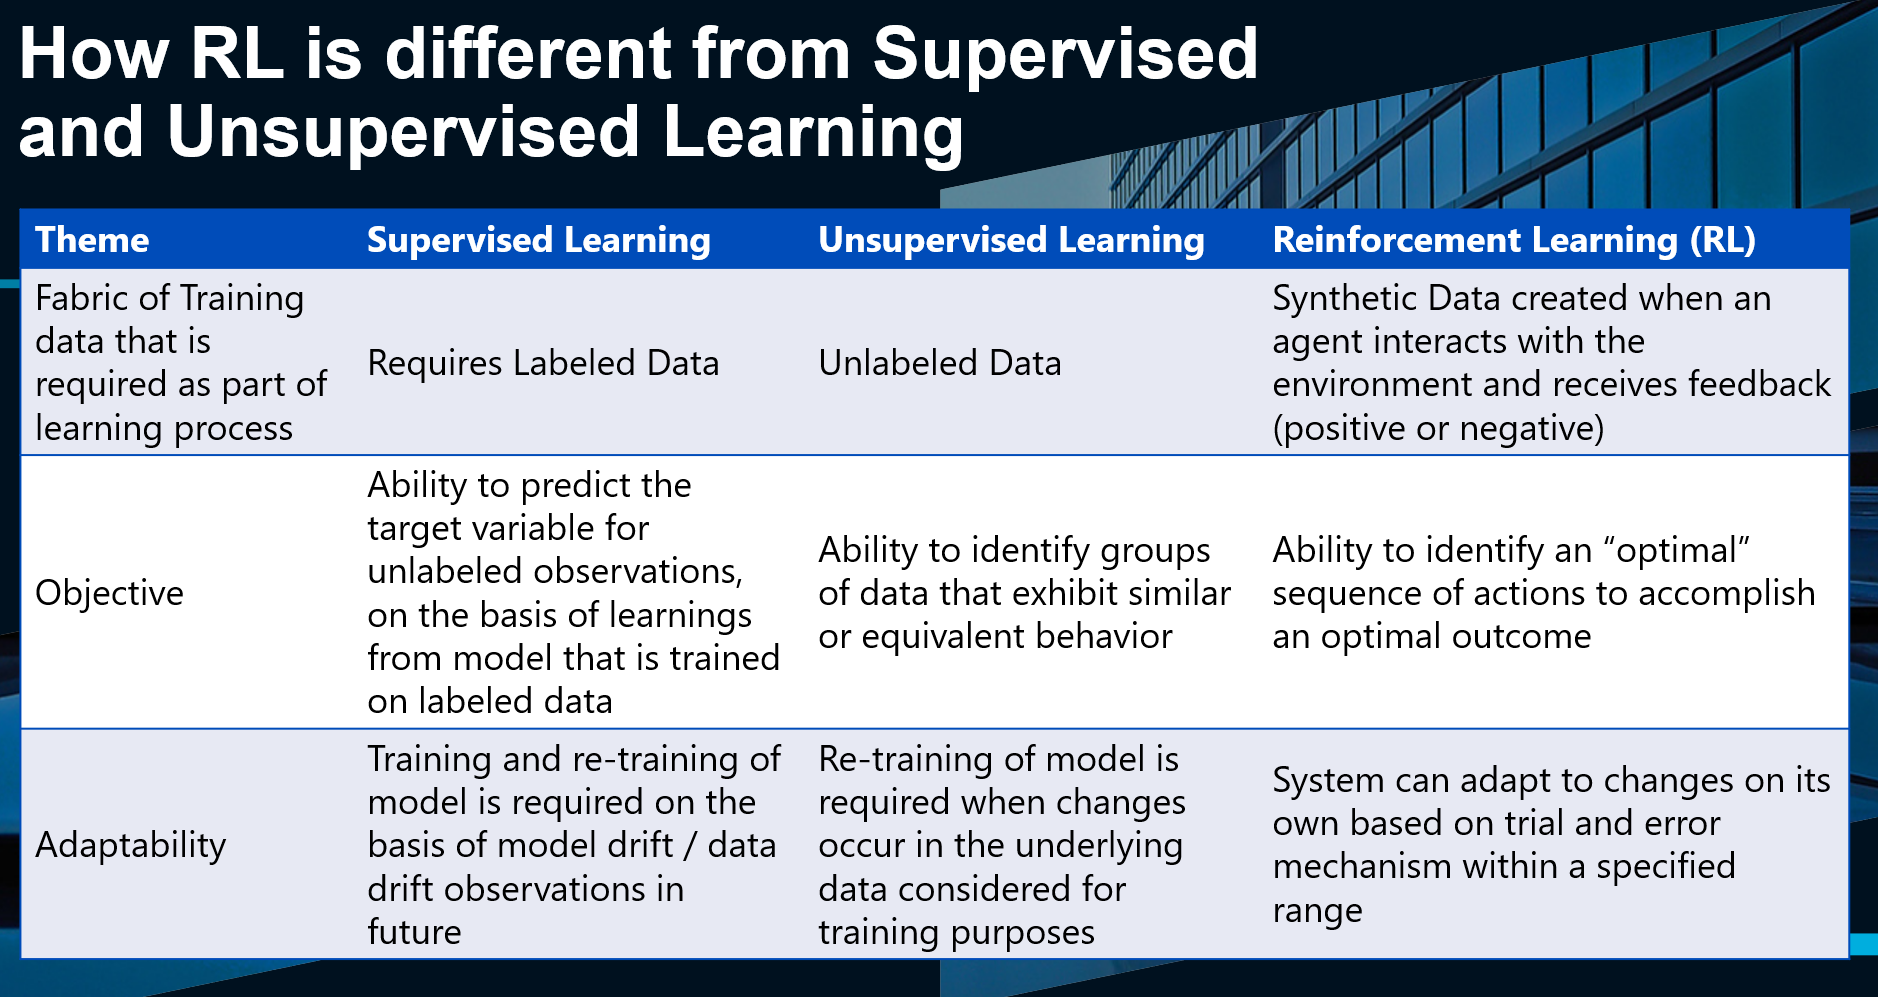 How RL is different from Supervised
and Unsupervised Learning
Theme
Supervised Learning
Unsupervised Learning
Reinforcement Learning (RL)
Fabric of Training
data that is
required as part of
learning process
Requires Labeled Data
Unlabeled Data
Synthetic Data created when an
agent interacts with the
environment and receives feedback
(positive or negative)
Objective
Ability to predict the
target variable for
unlabeled observations,
on the basis of learnings
from model that is trained
on labeled data
Ability to identify groups
of data that exhibit similar
or equivalent behavior
Ability to identify an “optimal”
sequence of actions to accomplish
an optimal outcome
Adaptability
Training and re-training of
model is required on the
basis of model drift / data
drift observations in
future
Re-training of model is
required when changes
occur in the underlying
data considered for
training purposes
System can adapt to changes on its
own based on trial and error
mechanism within a specified
range